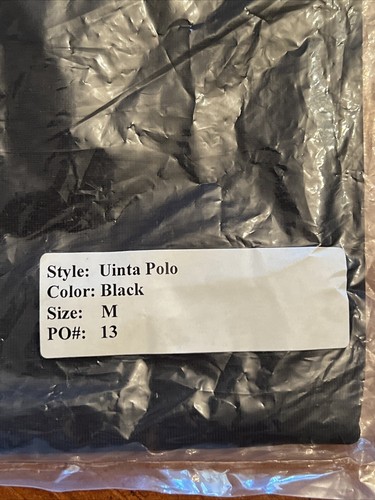 Style: Uinta Polo
Color: Black
Size: M
PO#: 13